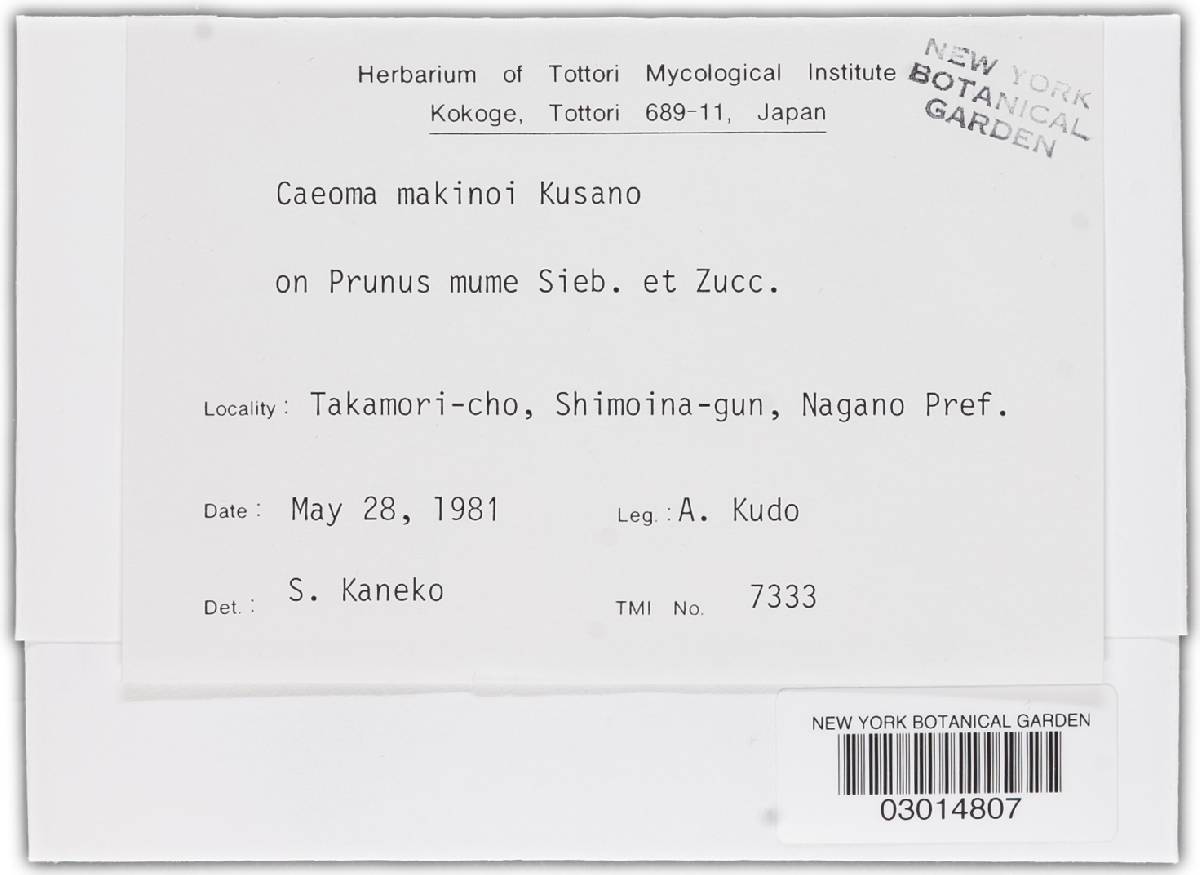 Herbarium of Tottori Mycological Institute
Kokoge, Tottori 689-11, Japan
NEW YORK
BOTANICAL
GARDEN
Caeoma makinoi Kusano
on Prunus mume Sieb. et Zucc.
Locality: Takamori-cho, Shimoina-gun, Nagano Pref.
Date: May 28, 1981 Leg.: A. Kudo
Det.: S. Kaneko TMI No. 7333
NEW YORK BOTANICAL GARDEN
03014807